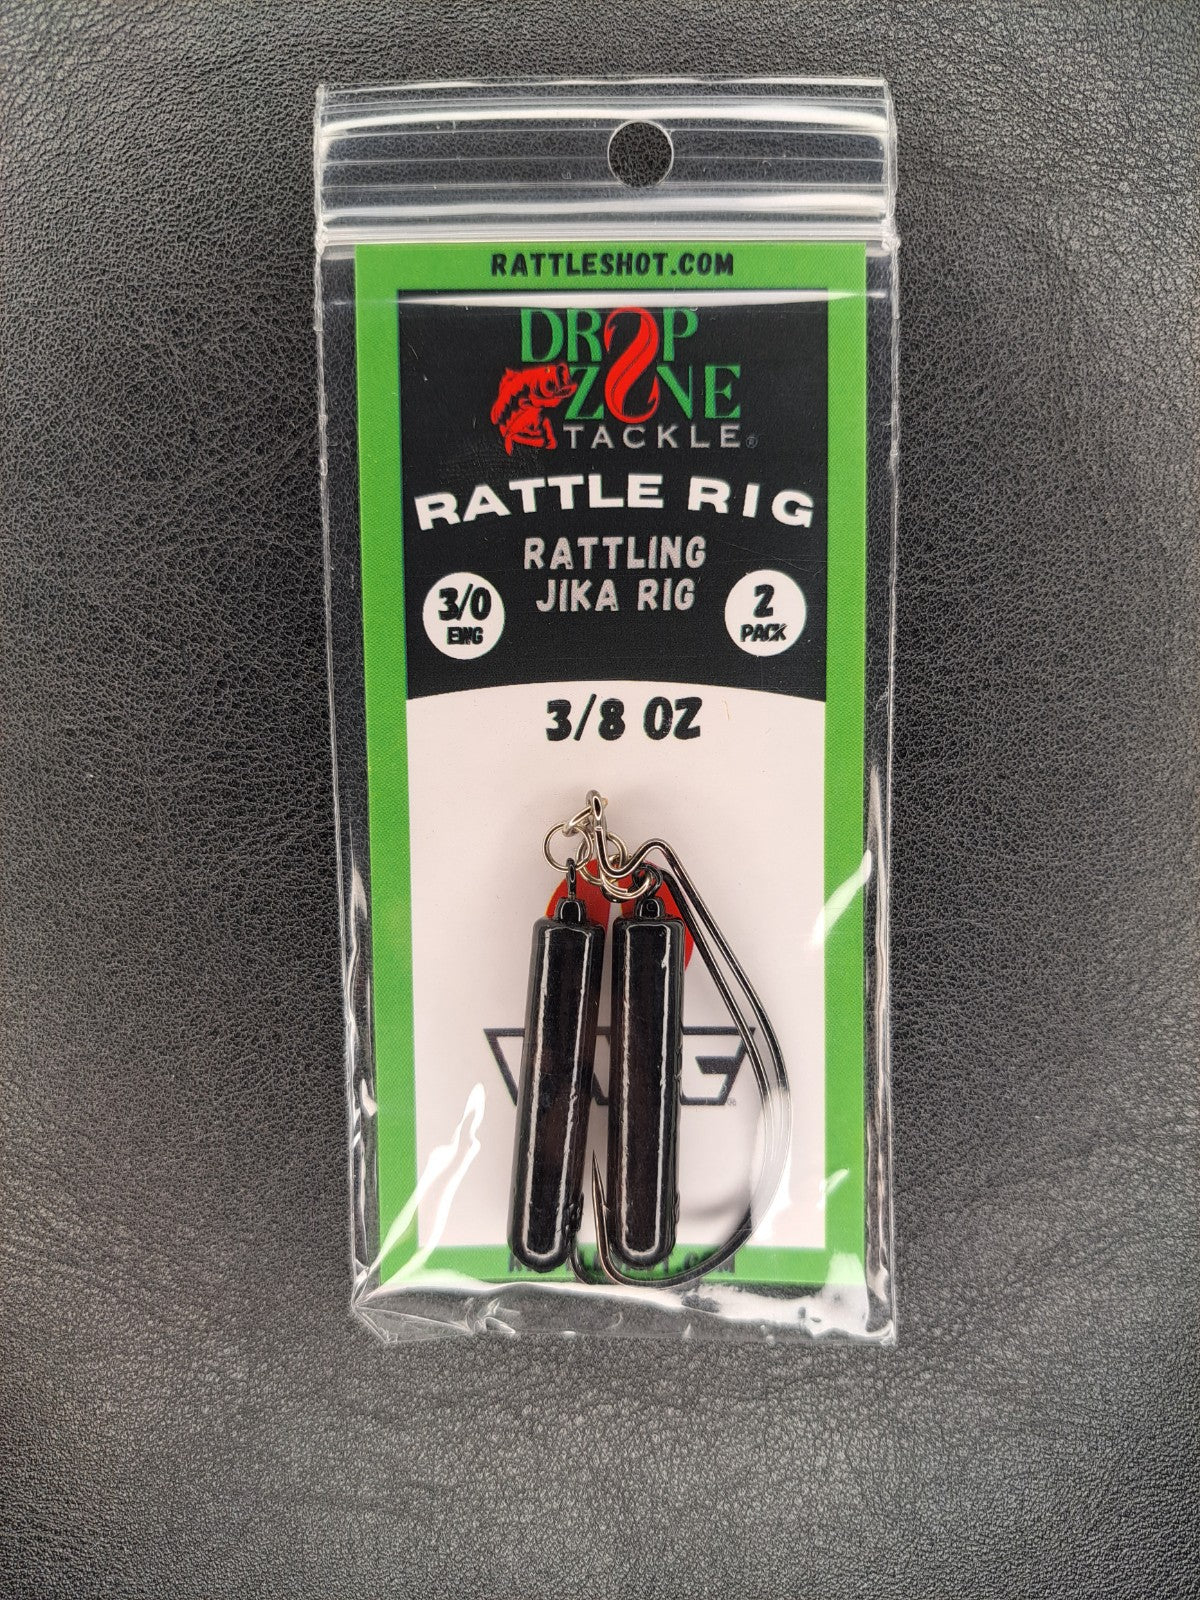 RATTLESHOT.COM
DROP
ZONE
TACKLE®
RATTLE RIG
RATTLING
JIKA RIG
3/0
EWG
2
PACK
3/8 OZ